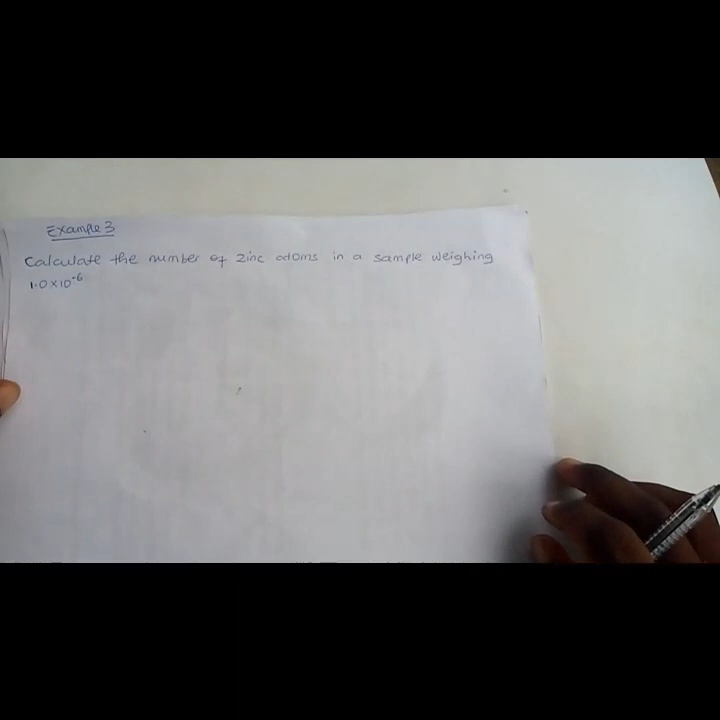 Example 3
Calculate the number of zinc atoms in a sample weighing
1.0×10⁻⁶